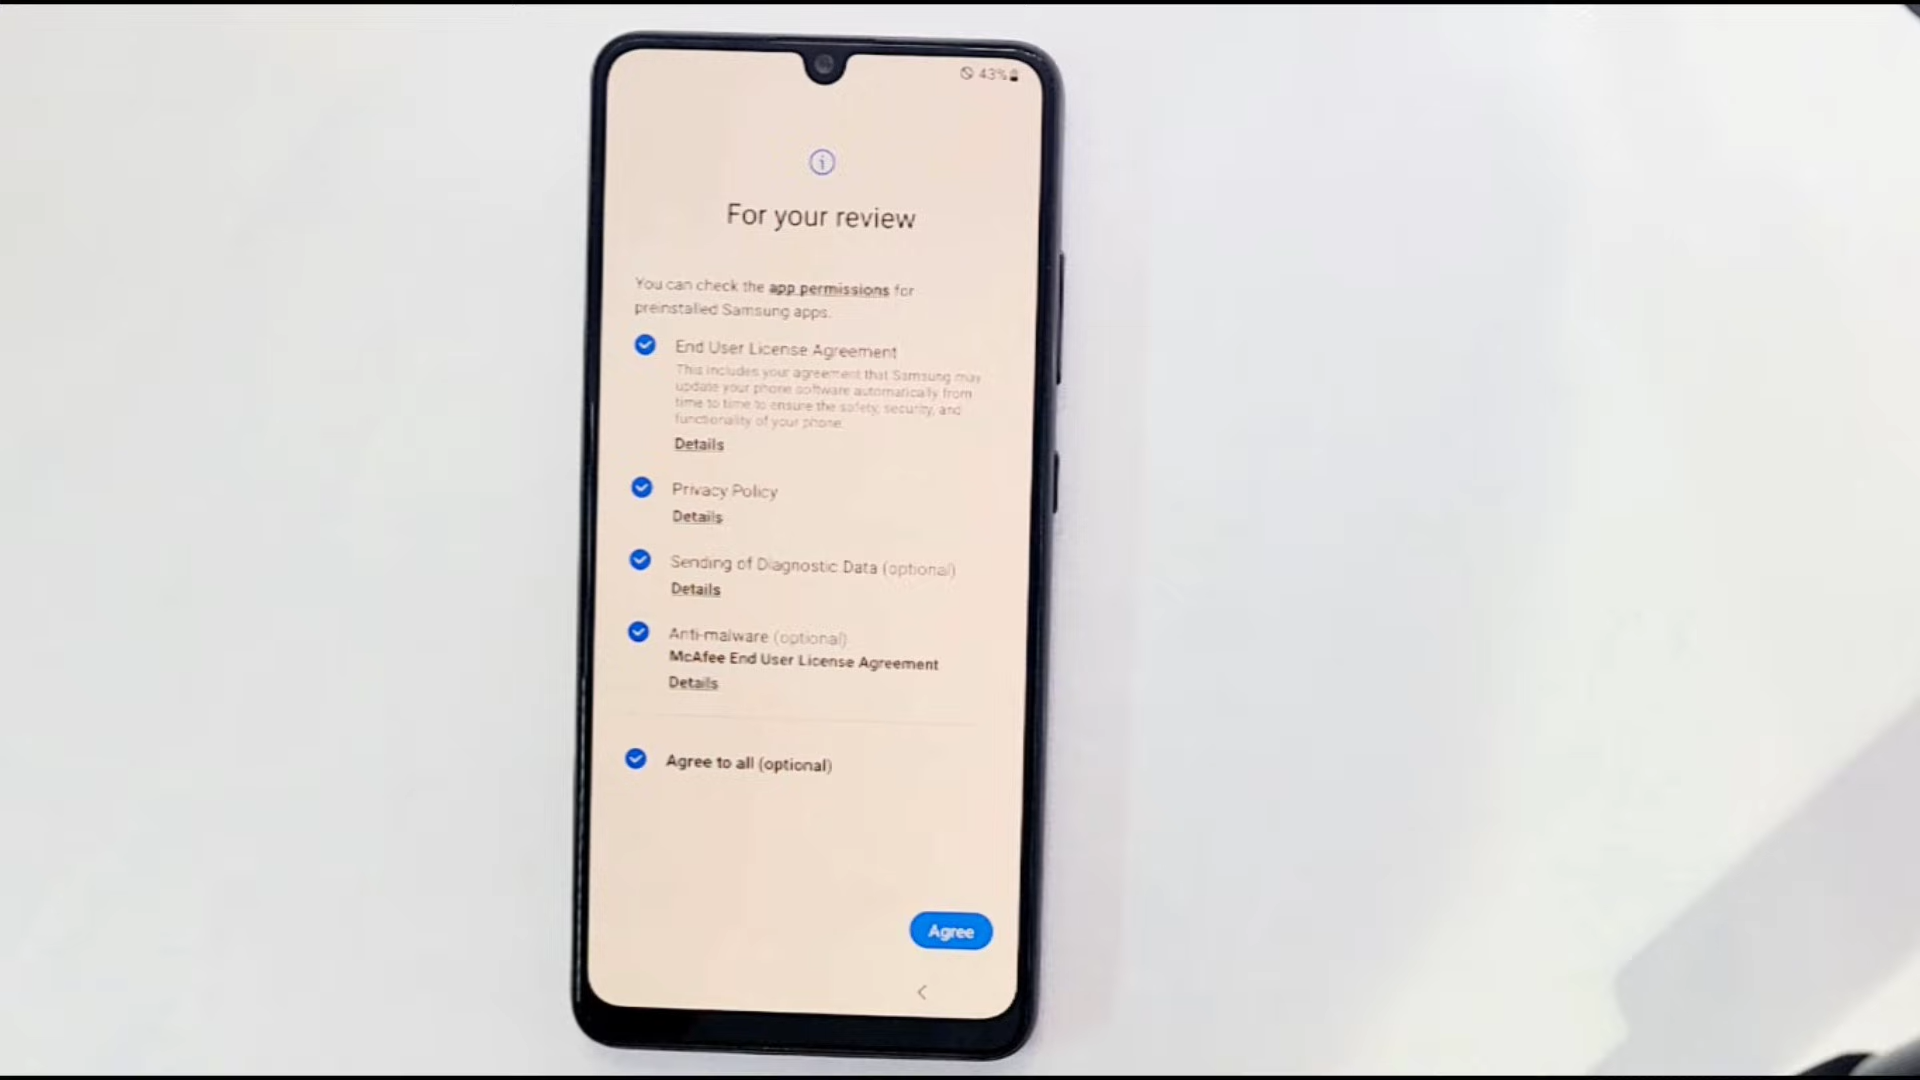 43%
For your review
You can check the app permissions for
preinstalled Samsung apps.
End User License Agreement
This includes your agreement that Samsung may
update your phone software automatically from
time to time to ensure the safety, security, and
functionality of your phone.
Details
Privacy Policy
Details
Sending of Diagnostic Data (optional)
Details
Anti-malware (optional)
McAfee End User License Agreement
Details
Agree to all (optional)
Agree